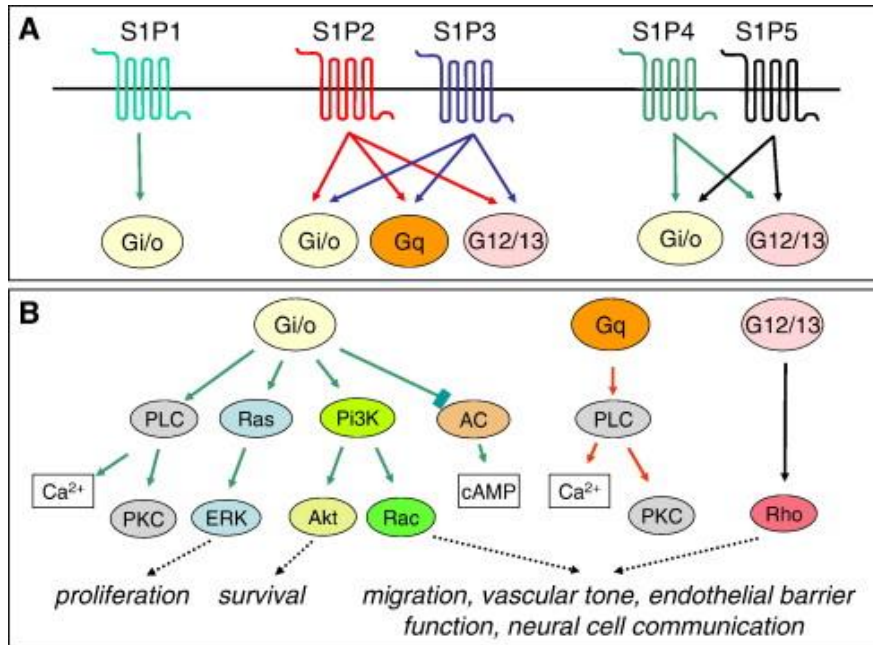 A
S1P1 S1P2 S1P3 S1P4 S1P5
Gi/o Gi/o Gq G12/13 Gi/o G12/13
B
Gi/o Gq G12/13
PLC Ras Pi3K AC PLC
Ca²⁺ cAMP Ca²⁺
PKC ERK Akt Rac PKC Rho
proliferation survival migration, vascular tone, endothelial barrier
function, neural cell communication